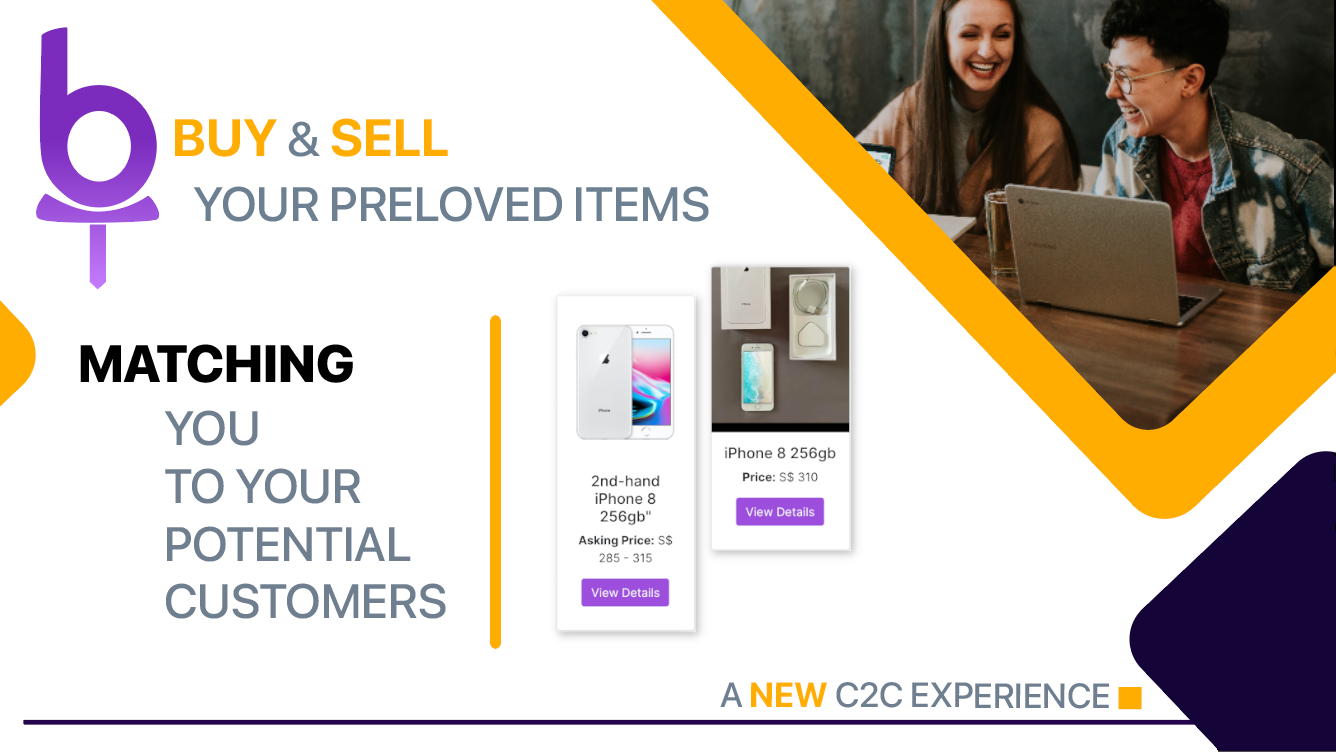 BUY & SELL
YOUR PRELOVED ITEMS
MATCHING
YOU
TO YOUR
POTENTIAL
CUSTOMERS
2nd-hand
iPhone 8
256gb"
Asking Price: S$
285 - 315
View Details
iPhone 8 256gb
Price: S$ 310
View Details
A NEW C2C EXPERIENCE